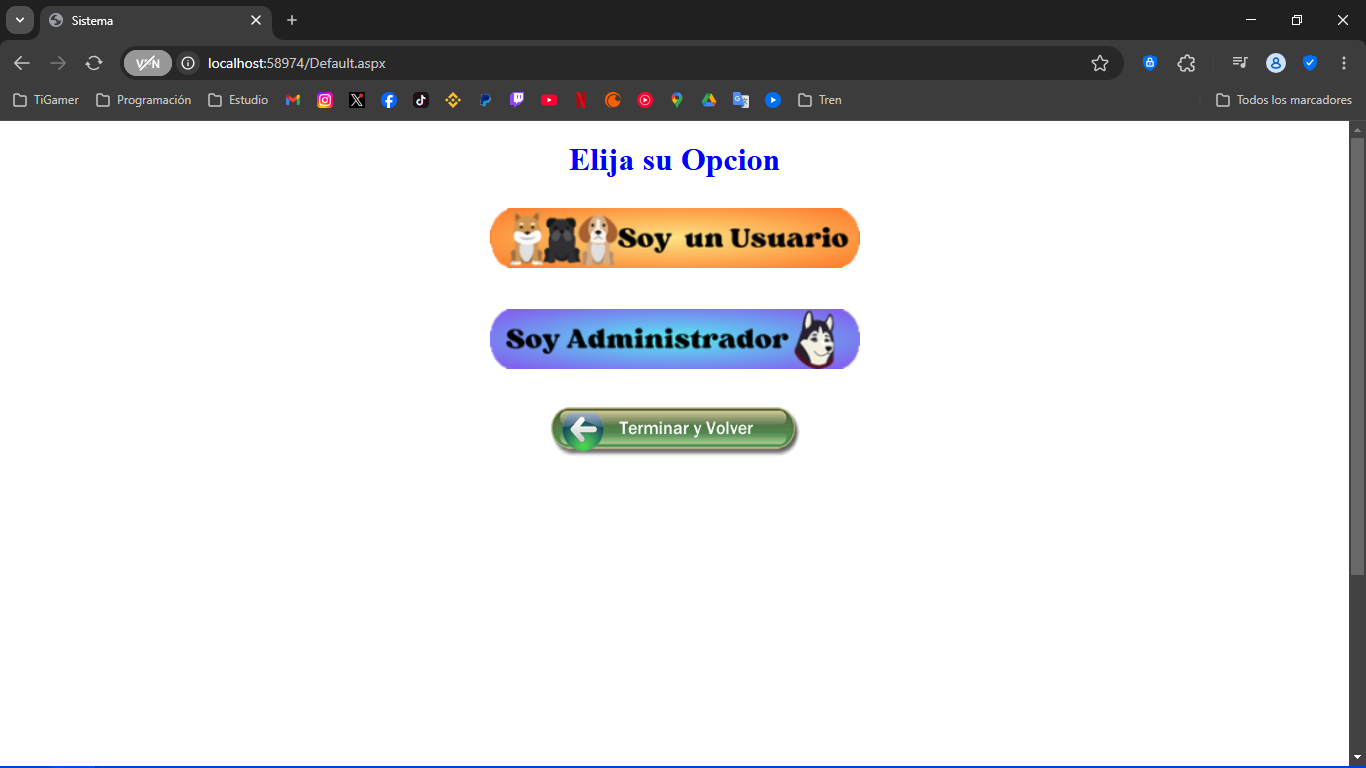 Sistema
VPN
localhost:58974/Default.aspx
TiGamer Programación Estudio Tren Todos los marcadores
Elija su Opcion
Soy un Usuario
Soy Administrador
Terminar y Volver